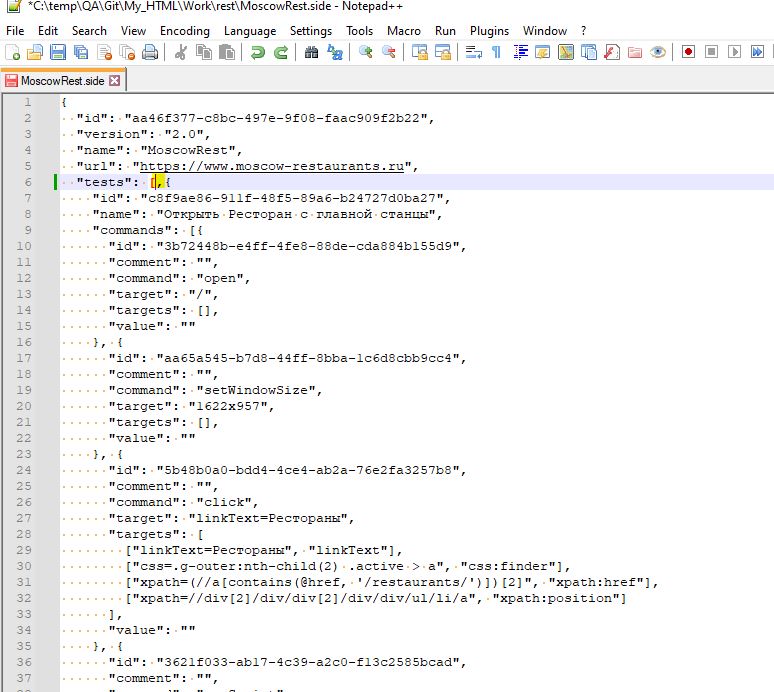 *C:\temp\QA\Git\My_HTML\Work\rest\MoscowRest.side - Notepad++
File Edit Search View Encoding Language Settings Tools Macro Run Plugins Window ?
MoscowRest.side
1 {
2 "id": "aa46f377-c8bc-497e-9f08-faac909f2b22",
3 "version": "2.0",
4 "name": "MoscowRest",
5 "url": "https://www.moscow-restaurants.ru",
6 "tests": [,{
7 "id": "c8f9ae86-911f-48f5-89a6-b24727d0ba27",
8 "name": "Открыть Ресторан с главной станцы",
9 "commands": [{
10 "id": "3b72448b-e4ff-4fe8-88de-cda884b155d9",
11 "comment": "",
12 "command": "open",
13 "target": "/",
14 "targets": [],
15 "value": ""
16 }, {
17 "id": "aa65a545-b7d8-44ff-8bba-1c6d8cbb9cc4",
18 "comment": "",
19 "command": "setWindowSize",
20 "target": "1622x957",
21 "targets": [],
22 "value": ""
23 }, {
24 "id": "5b48b0a0-bdd4-4ce4-ab2a-76e2fa3257b8",
25 "comment": "",
26 "command": "click",
27 "target": "linkText=Рестораны",
28 "targets": [
29 ["linkText=Рестораны", "linkText"],
30 ["css=.g-outer:nth-child(2) .active > a", "css:finder"],
31 ["xpath=(//a[contains(@href, '/restaurants/')])[2]", "xpath:href"],
32 ["xpath=//div[2]/div/div[2]/div/div/ul/li/a", "xpath:position"]
33 ],
34 "value": ""
35 }, {
36 "id": "3621f033-ab17-4c39-a2c0-f13c2585bcad",
37 "comment": "",